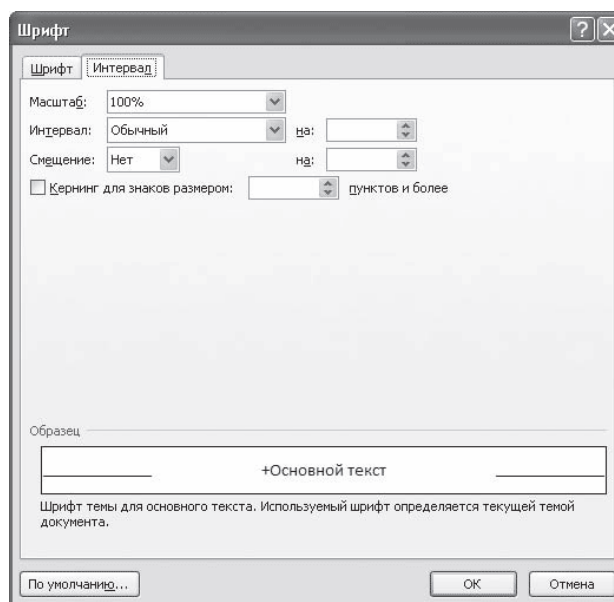 Шрифт
Шрифт Интервал
Масштаб: 100%
Интервал: Обычный на:
Смещение: Нет на:
Кернинг для знаков размером: пунктов и более
Образец
+Основной текст
Шрифт темы для основного текста. Используемый шрифт определяется текущей темой
документа.
По умолчанию... ОК Отмена